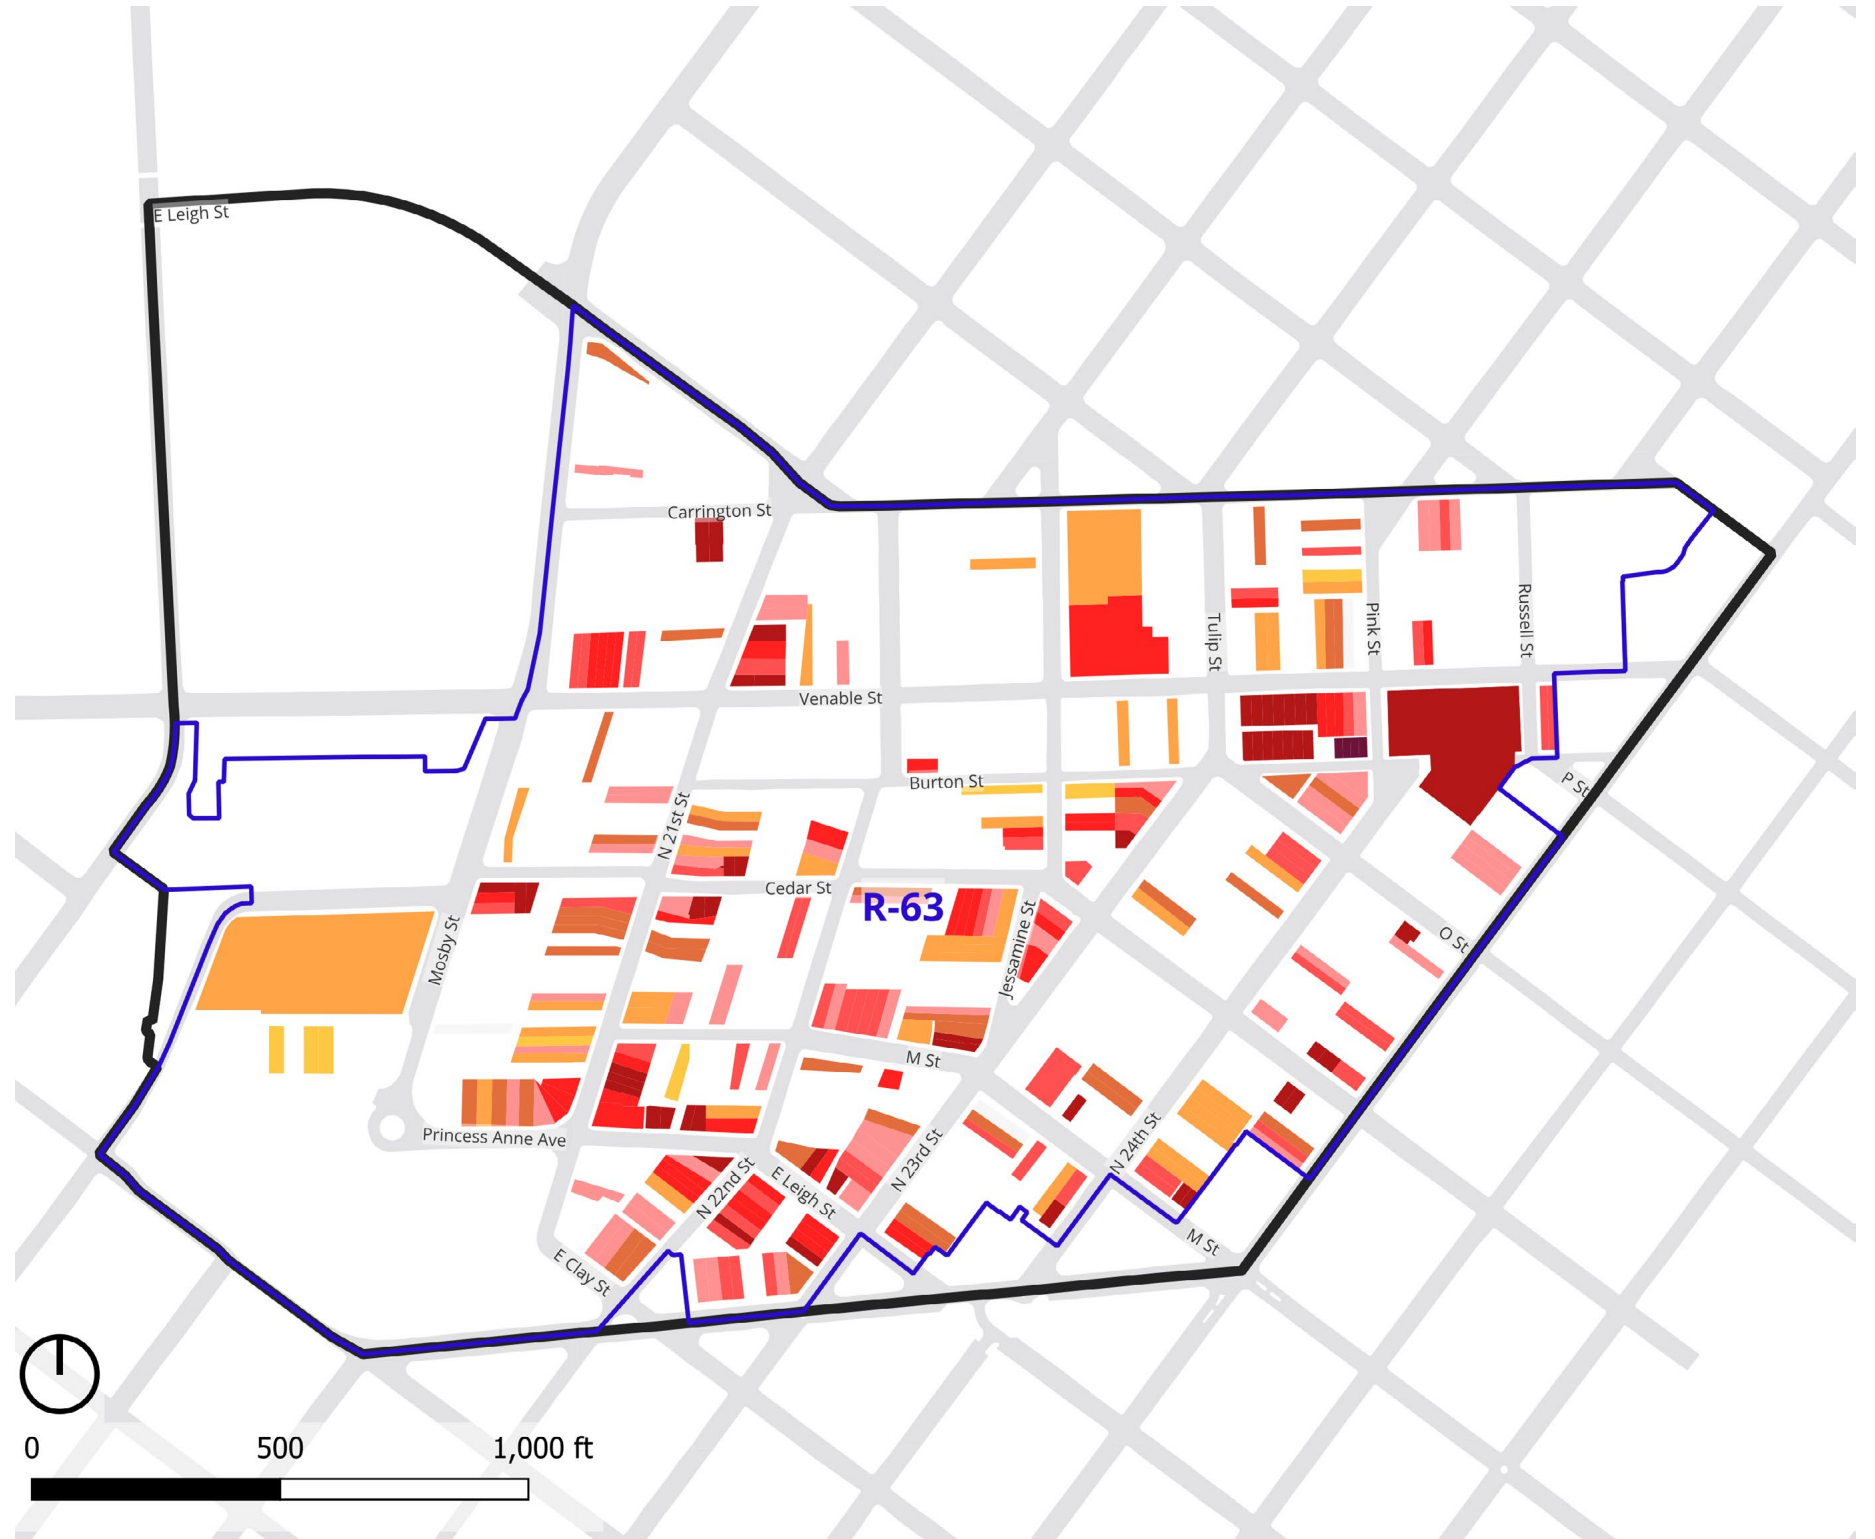 E Leigh St
Carrington St
Tulip St
Pink St
Russell St
Venable St
Burton St
P St
N 21st St
Cedar St
R-63
Mosby St
Jessamine St
O St
M St
Princess Anne Ave
N 22nd St
E Leigh St
N 23rd St
N 24th St
M St
E Clay St
0 500 1,000 ft